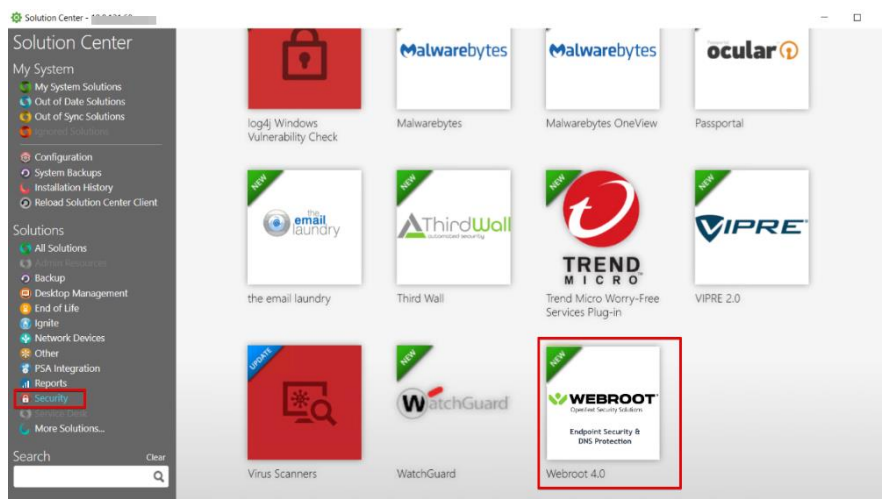 Solution Center -
Solution Center
My System
My System Solutions
Out of Date Solutions
Out of Sync Solutions
Ignored Solutions
Configuration
System Backups
Installation History
Reload Solution Center Client
Solutions
All Solutions
Admin Resources
Backup
Desktop Management
End of Life
Ignite
Network Devices
Other
PSA Integration
Reports
Security
Service Desk
More Solutions...
Search
Clear
Malwarebytes
Malwarebytes
ocular
log4j Windows
Vulnerability Check
Malwarebytes
Malwarebytes OneView
Passportal
NEW
the
email
laundry
NEW
ThirdWall
automated security
NEW
TREND
MICRO
NEW
VIPRE
the email laundry
Third Wall
Trend Micro Worry-Free
Services Plug-in
VIPRE 2.0
UPDATE
NEW
WatchGuard
NEW
WEBROOT
Opentext Security Solutions
Endpoint Security &
DNS Protection
Virus Scanners
WatchGuard
Webroot 4.0